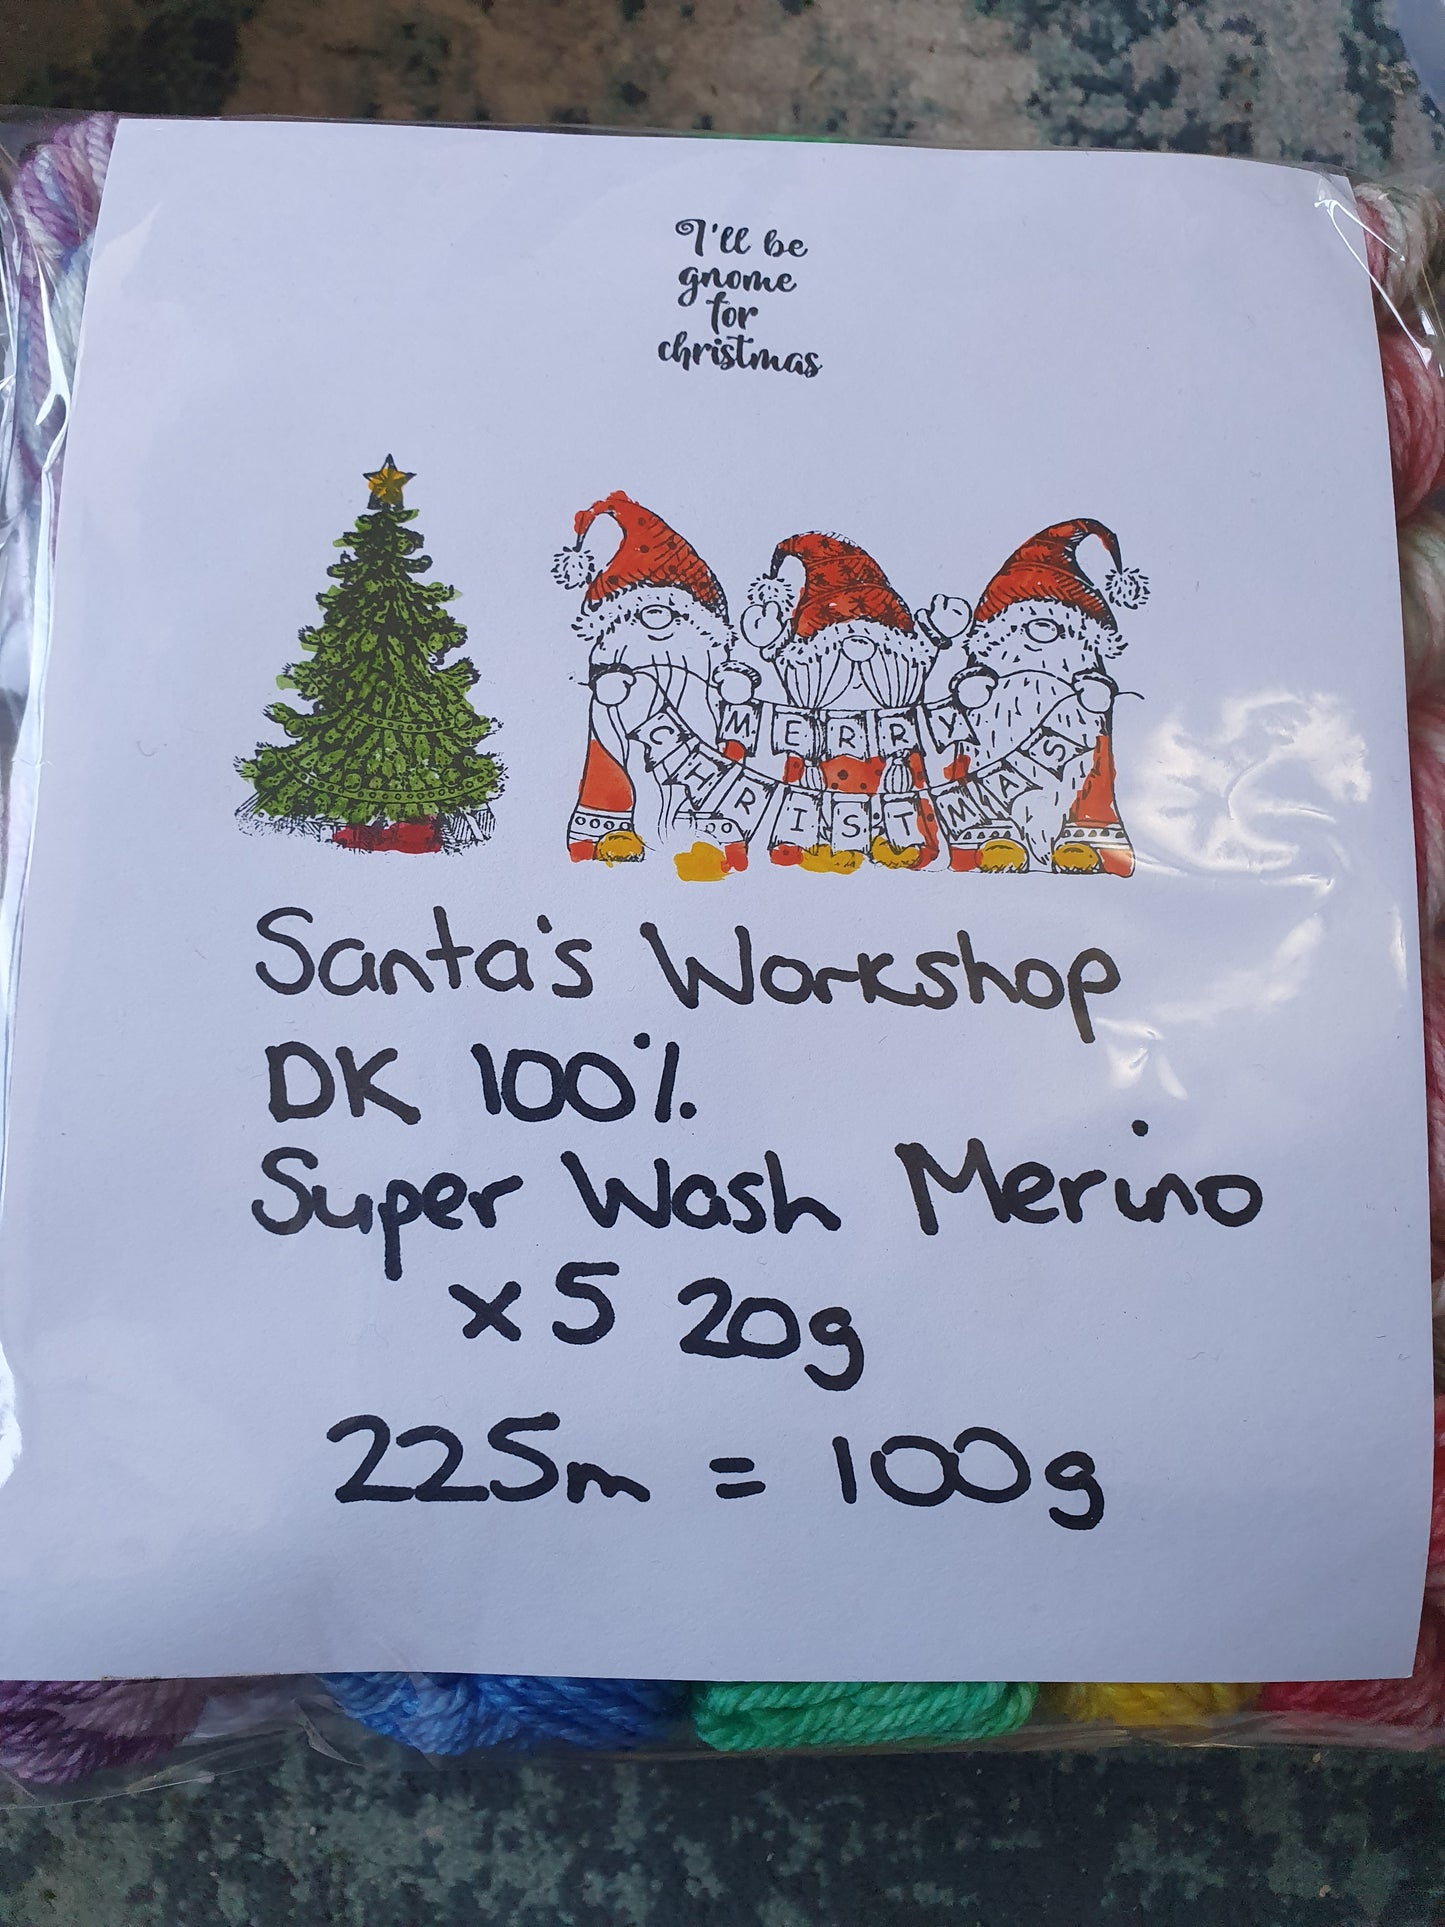 I'll be
gnome
for
christmas
MERRY
CHRISTMAS
Santa's Workshop
DK 100%
Super Wash Merino
x5 20g
225m = 100g